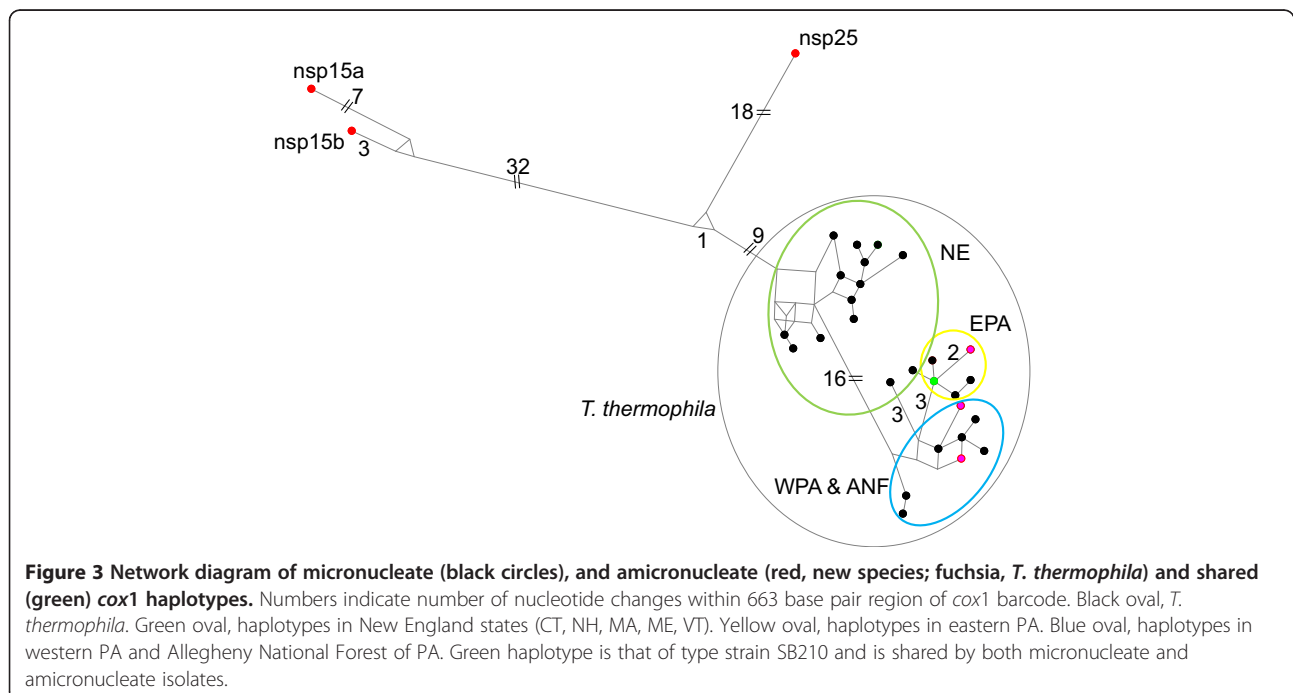 nsp25
nsp15a
7
18
nsp15b
3
32
9
1
NE
EPA
2
16
T. thermophila
3
3
WPA & ANF
Figure 3 Network diagram of micronucleate (black circles), and amicronucleate (red, new species; fuchsia, T. thermophila) and shared
(green) cox1 haplotypes. Numbers indicate number of nucleotide changes within 663 base pair region of cox1 barcode. Black oval, T.
thermophila. Green oval, haplotypes in New England states (CT, NH, MA, ME, VT). Yellow oval, haplotypes in eastern PA. Blue oval, haplotypes in
western PA and Allegheny National Forest of PA. Green haplotype is that of type strain SB210 and is shared by both micronucleate and
amicronucleate isolates.